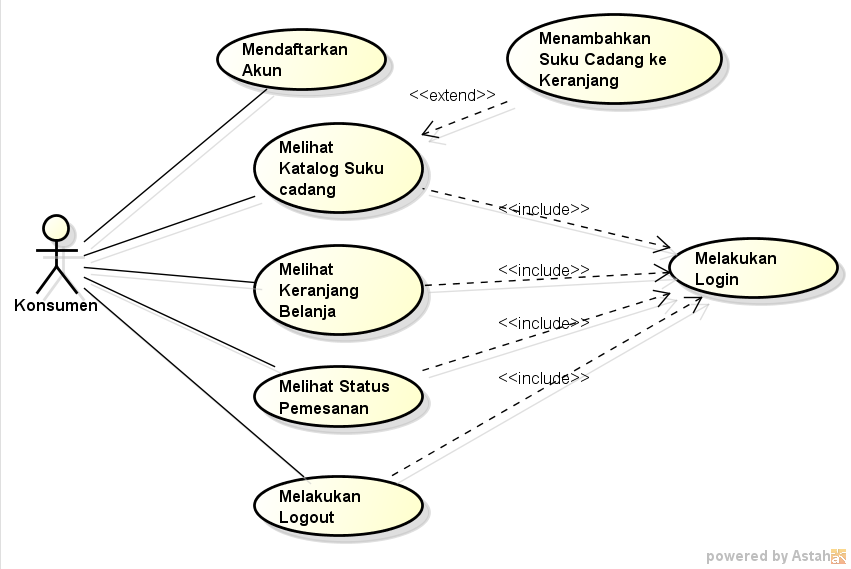 Mendaftarkan
Akun
Menambahkan
Suku Cadang ke
Keranjang
<<extend>>
Melihat
Katalog Suku
cadang
<<include>>
Melihat
Keranjang
Belanja
<<include>>
Melakukan
Login
Konsumen
<<include>>
Melihat Status
Pemesanan
<<include>>
Melakukan
Logout
powered by Astah